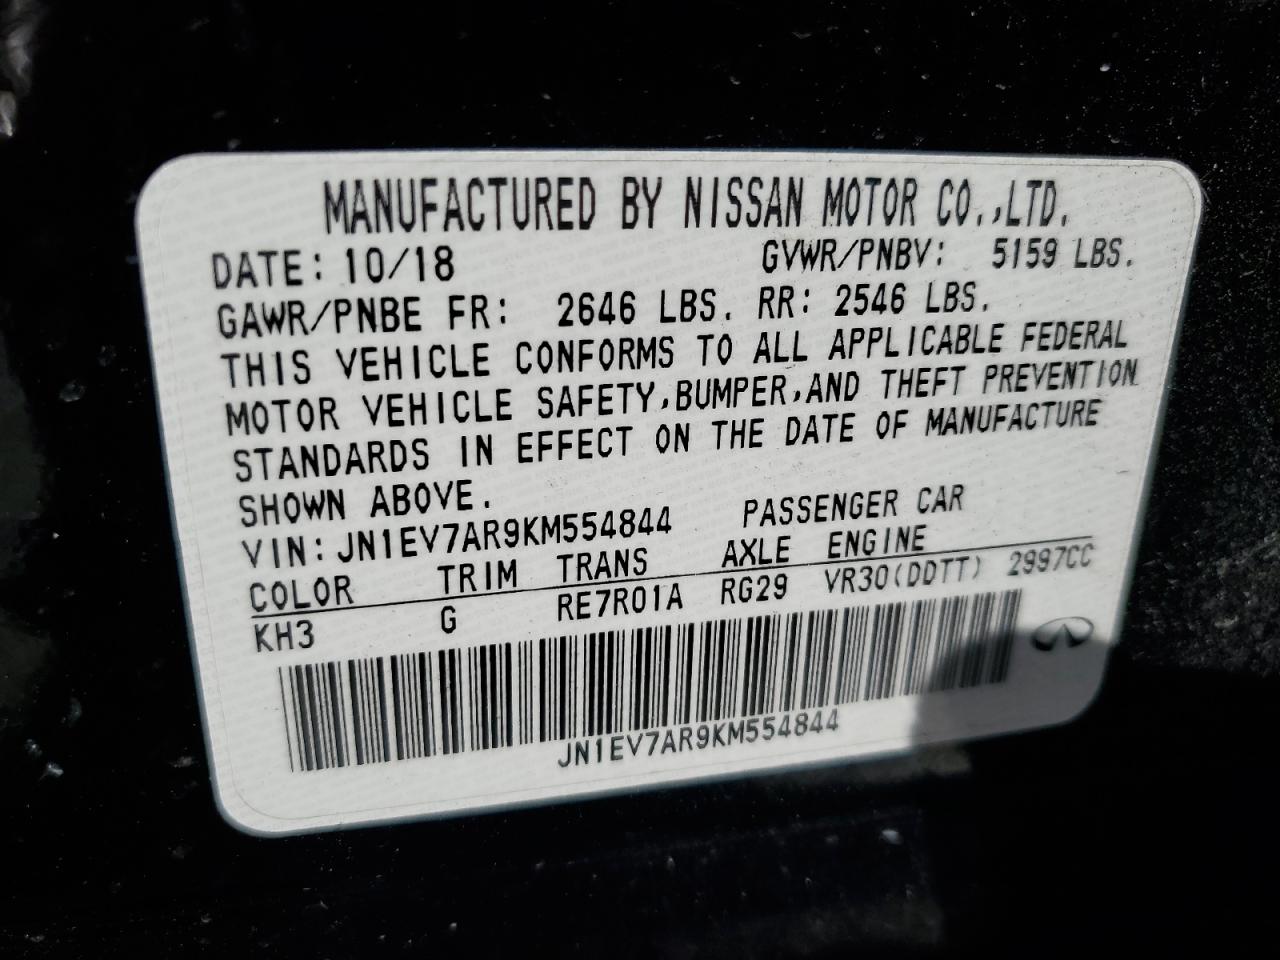 MANUFACTURED BY NISSAN MOTOR CO.,LTD.
DATE: 10/18 GVWR/PNBV: 5159 LBS.
GAWR/PNBE FR: 2646 LBS. RR: 2546 LBS.
THIS VEHICLE CONFORMS TO ALL APPLICABLE FEDERAL
MOTOR VEHICLE SAFETY,BUMPER,AND THEFT PREVENTION
STANDARDS IN EFFECT ON THE DATE OF MANUFACTURE
SHOWN ABOVE.
VIN: JN1EV7AR9KM554844 PASSENGER CAR
COLOR TRIM TRANS AXLE ENGINE
KH3 G RE7R01A RG29 VR30(DDTT) 2997CC
JN1EV7AR9KM554844